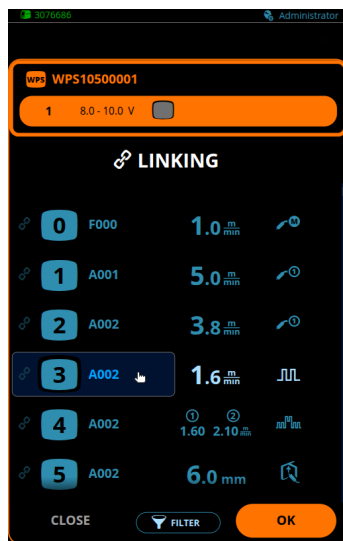 3076686 Administrator
WPS WPS10500001
1 8.0 - 10.0 V
LINKING
0 F000 1.0 m/min M
1 A001 5.0 m/min 1
2 A002 3.8 m/min 1
3 A002 1.6 m/min
4 A002 1 1.60 2 2.10 m/min
5 A002 6.0 mm
CLOSE FILTER OK